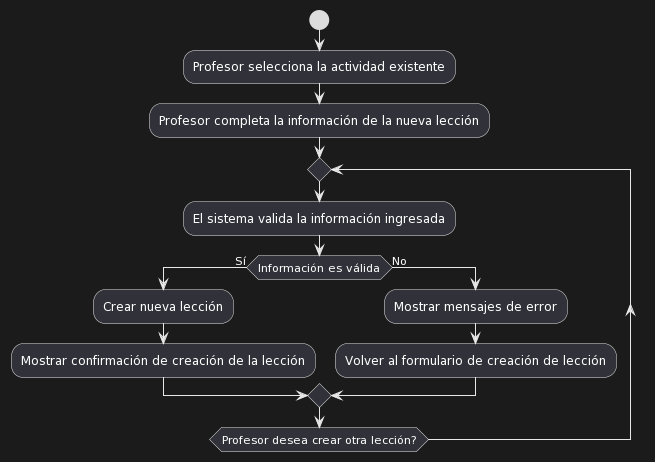 Profesor selecciona la actividad existente
Profesor completa la información de la nueva lección
El sistema valida la información ingresada
Sí
Información es válida
No
Crear nueva lección
Mostrar mensajes de error
Mostrar confirmación de creación de la lección
Volver al formulario de creación de lección
Profesor desea crear otra lección?